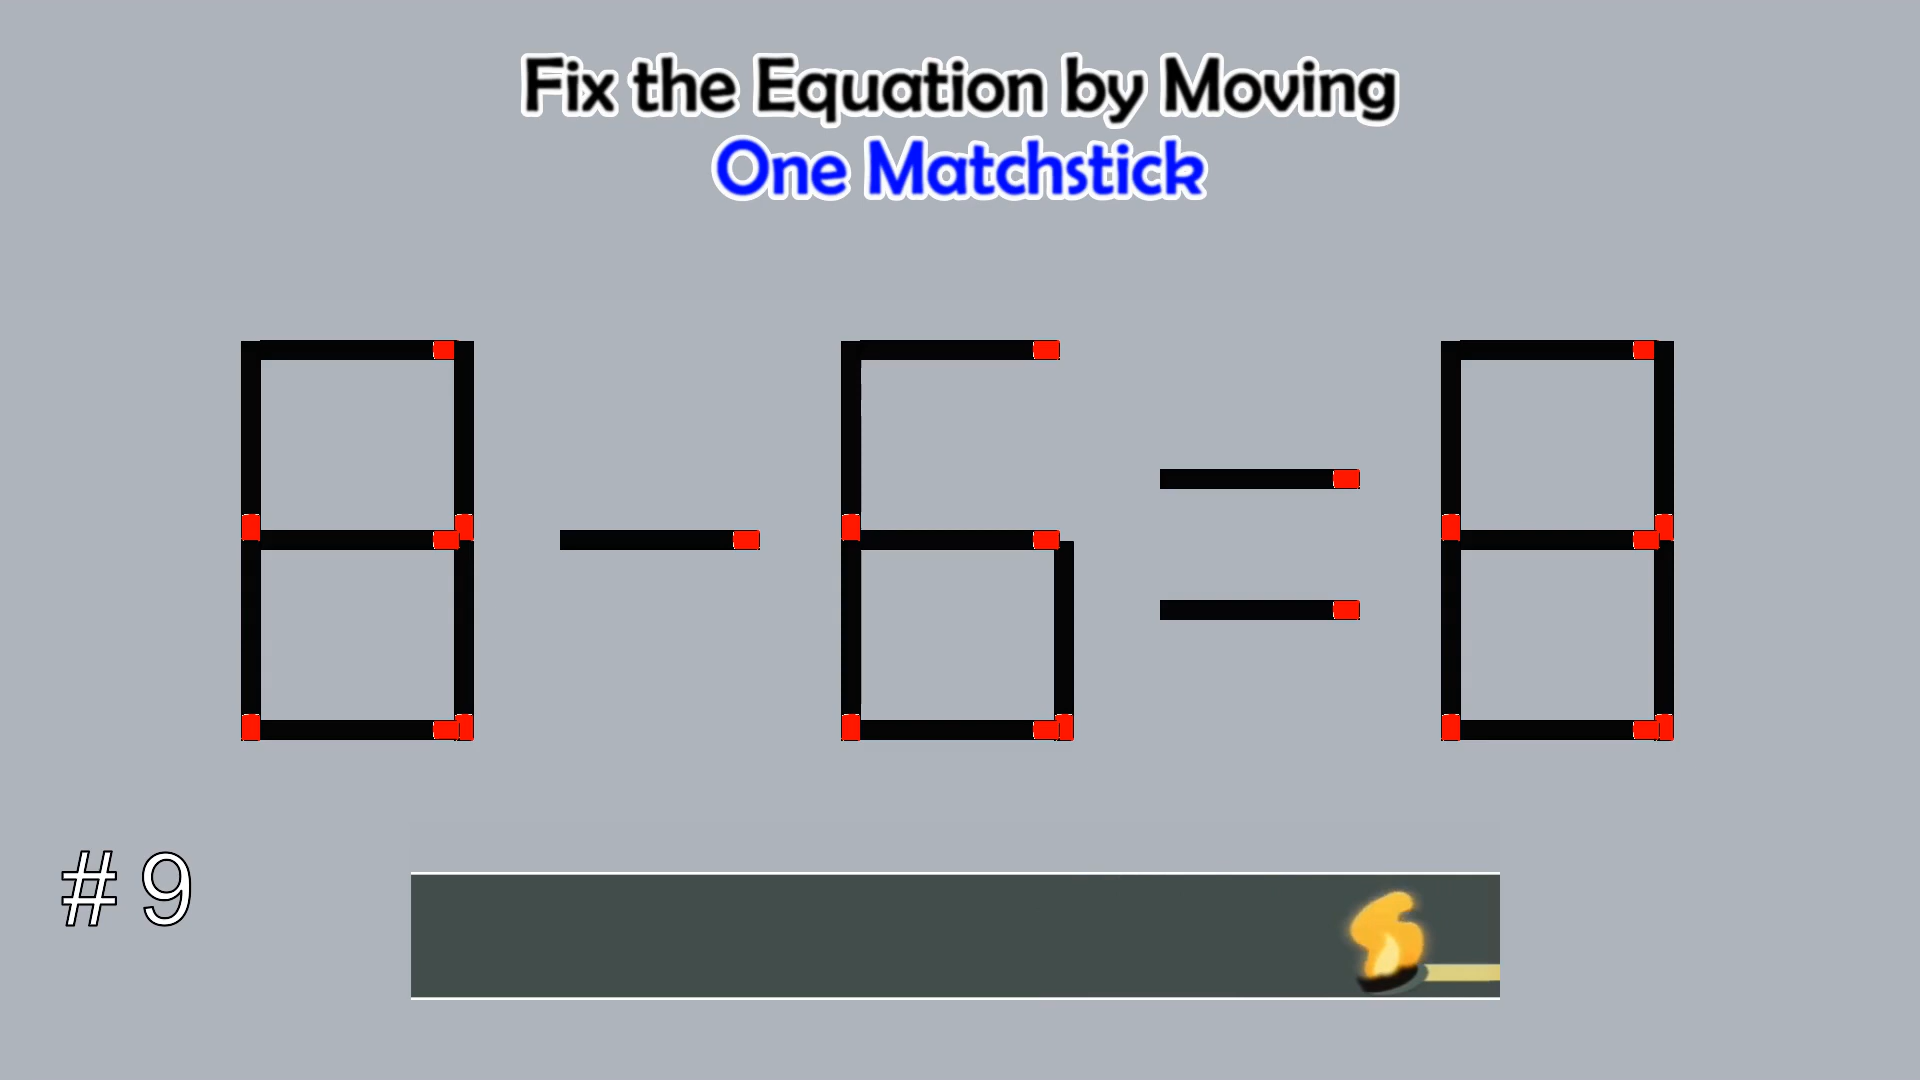 Fix the Equation by Moving
One Matchstick
8 - 6 = 8
# 9